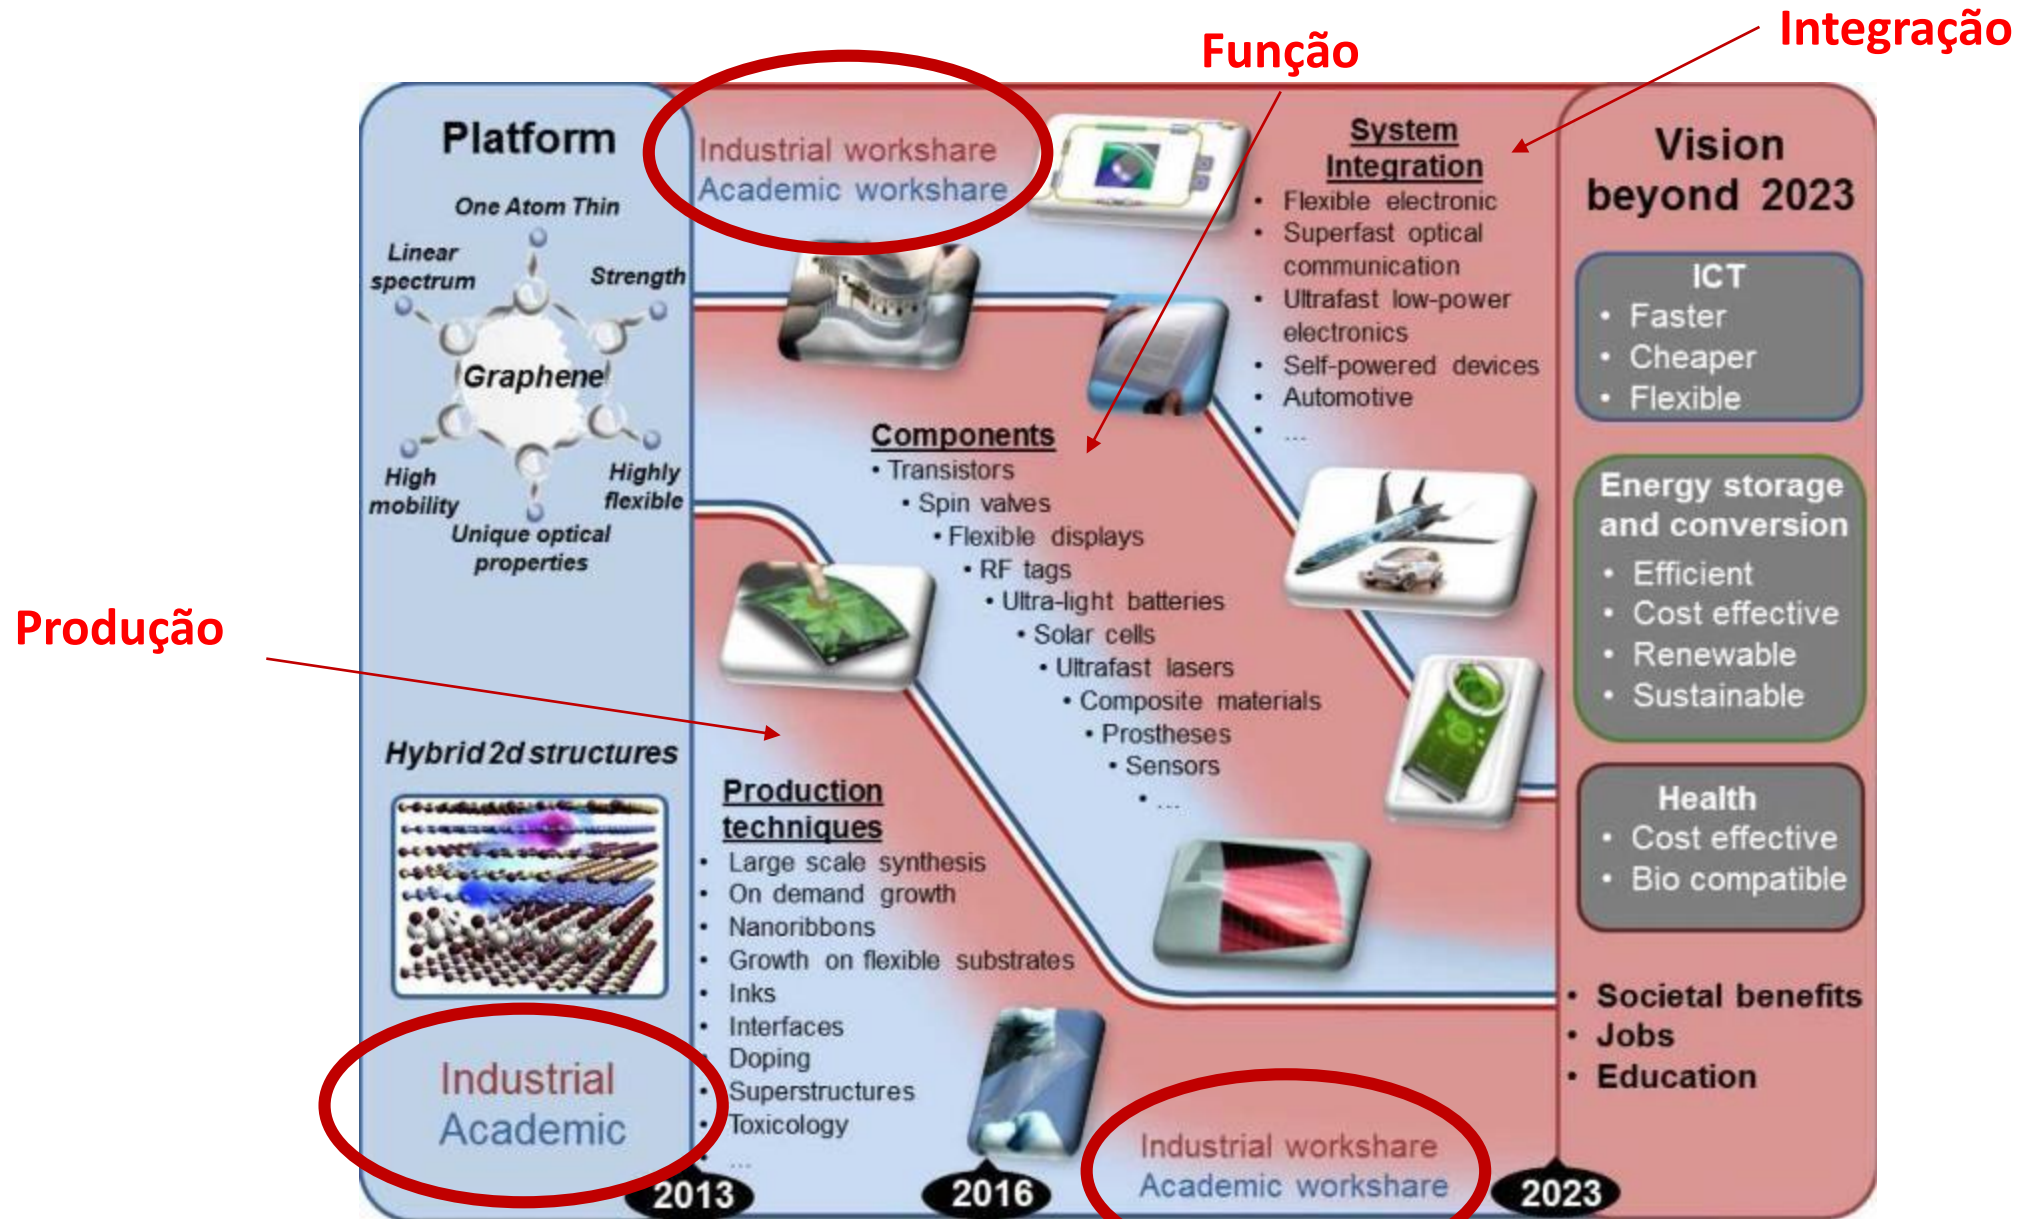 Integração
Função
Produção
Platform
One Atom Thin
Linear
spectrum
Strength
Graphene
High
mobility
Highly
flexible
Unique optical
properties
Hybrid 2d structures
Industrial
Academic
Industrial workshare
Academic workshare
System
Integration
• Flexible electronic
• Superfast optical
communication
• Ultrafast low-power
electronics
• Self-powered devices
• Automotive
• ...
Components
• Transistors
• Spin valves
• Flexible displays
• RF tags
• Ultra-light batteries
• Solar cells
• Ultrafast lasers
• Composite materials
• Prostheses
• Sensors
• ...
Production
techniques
• Large scale synthesis
• On demand growth
• Nanoribbons
• Growth on flexible substrates
• Inks
• Interfaces
• Doping
• Superstructures
• Toxicology
• ...
Industrial workshare
Academic workshare
2013
2016
2023
Vision
beyond 2023
ICT
• Faster
• Cheaper
• Flexible
Energy storage
and conversion
• Efficient
• Cost effective
• Renewable
• Sustainable
Health
• Cost effective
• Bio compatible
• Societal benefits
• Jobs
• Education